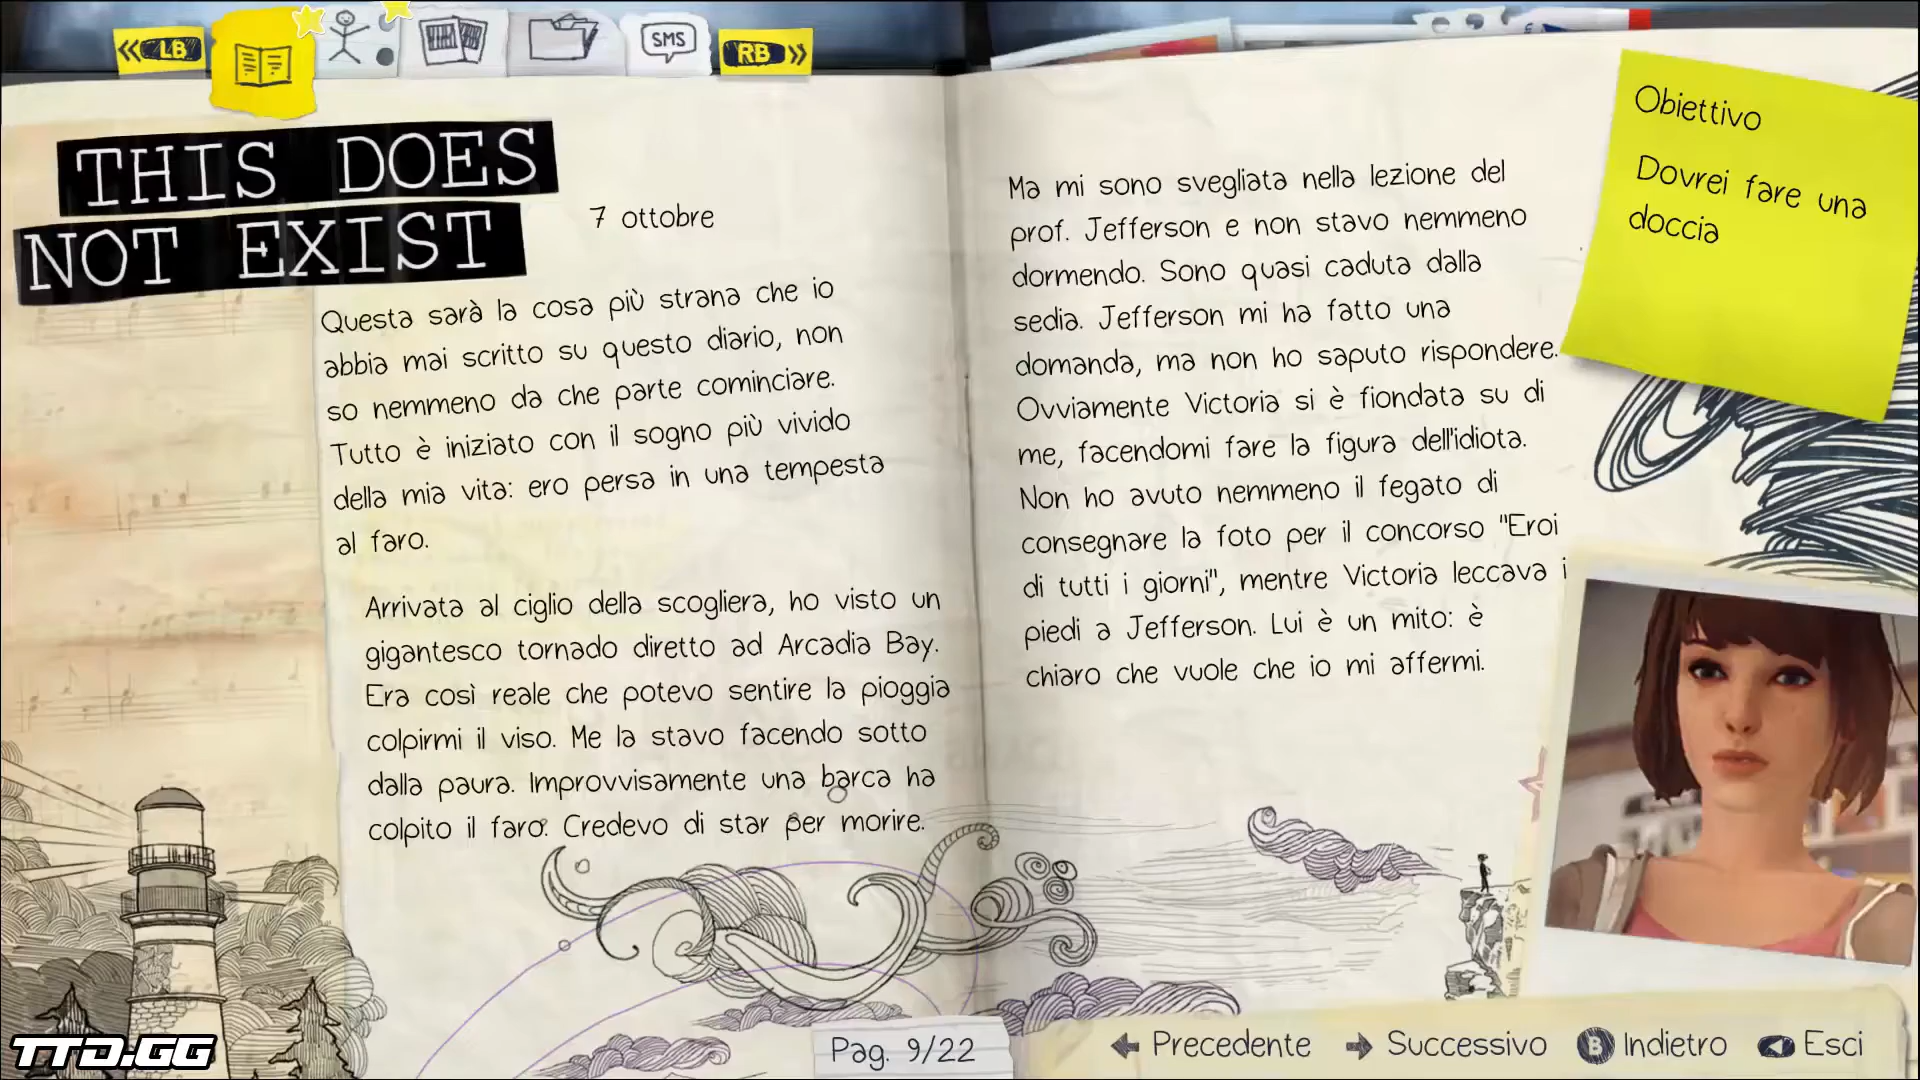 LB
SMS
RB
THIS DOES
NOT EXIST
7 ottobre
Questa sarà la cosa più strana che io
abbia mai scritto su questo diario, non
so nemmeno da che parte cominciare.
Tutto è iniziato con il sogno più vivido
della mia vita: ero persa in una tempesta
al faro.
Arrivata al ciglio della scogliera, ho visto un
gigantesco tornado diretto ad Arcadia Bay.
Era così reale che potevo sentire la pioggia
colpirmi il viso. Me la stavo facendo sotto
dalla paura. Improvvisamente una barca ha
colpito il faro. Credevo di star per morire.
Ma mi sono svegliata nella lezione del
prof. Jefferson e non stavo nemmeno
dormendo. Sono quasi caduta dalla
sedia. Jefferson mi ha fatto una
domanda, ma non ho saputo rispondere.
Ovviamente Victoria si è fiondata su di
me, facendomi fare la figura dell'idiota.
Non ho avuto nemmeno il fegato di
consegnare la foto per il concorso "Eroi
di tutti i giorni", mentre Victoria leccava i
piedi a Jefferson. Lui è un mito: è
chiaro che vuole che io mi affermi.
Obiettivo
Dovrei fare una
doccia
TTD.GG
Pag. 9/22
Precedente
Successivo
B Indietro
Esci